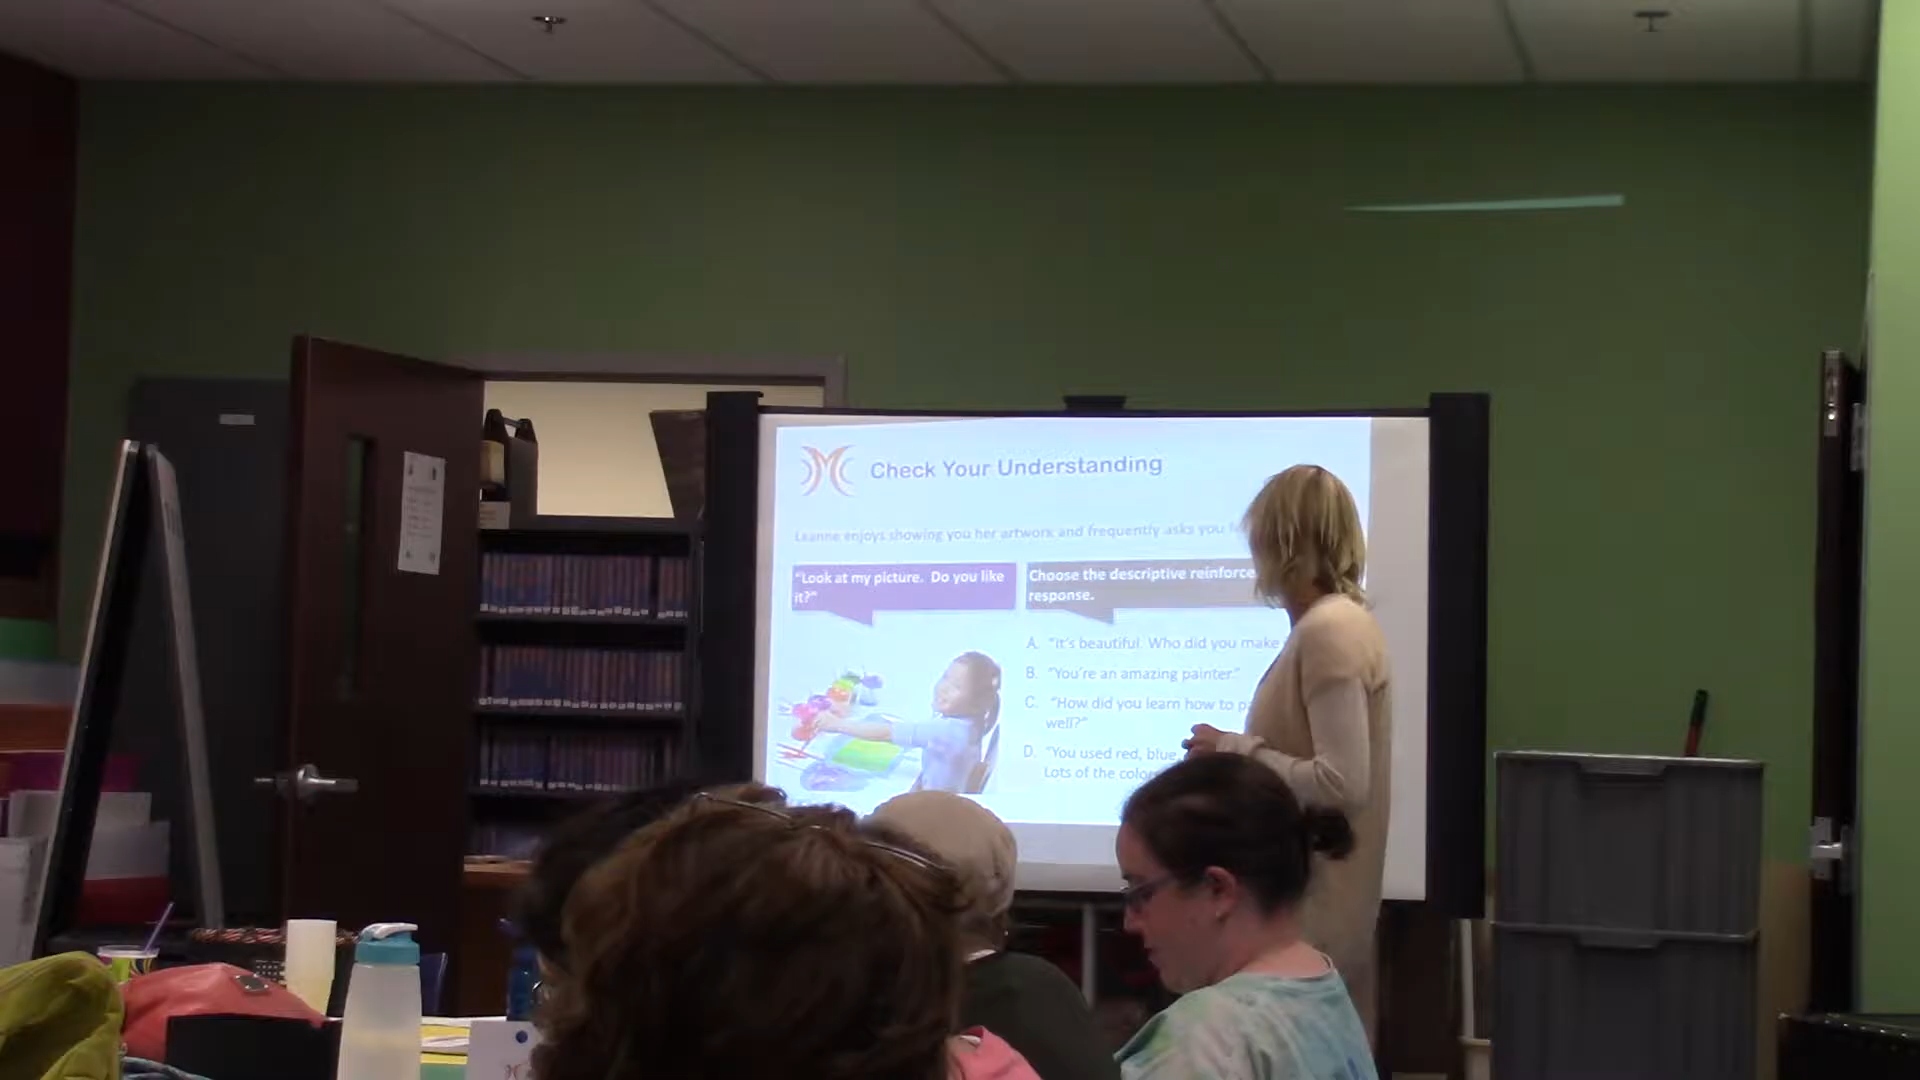 Check Your Understanding
Leanne enjoys showing you her artwork and frequently asks you
"Look at my picture. Do you like
it?"
Choose the descriptive reinforce
response.
A. "It's beautiful. Who did you make
B. "You're an amazing painter."
C. "How did you learn how to
well?"
D. "You used red, blue,
Lots of the